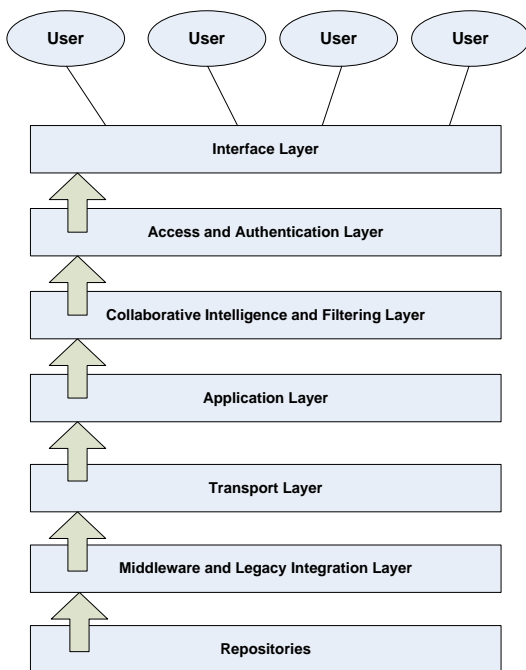 User
User
User
User
Interface Layer
Access and Authentication Layer
Collaborative Intelligence and Filtering Layer
Application Layer
Transport Layer
Middleware and Legacy Integration Layer
Repositories